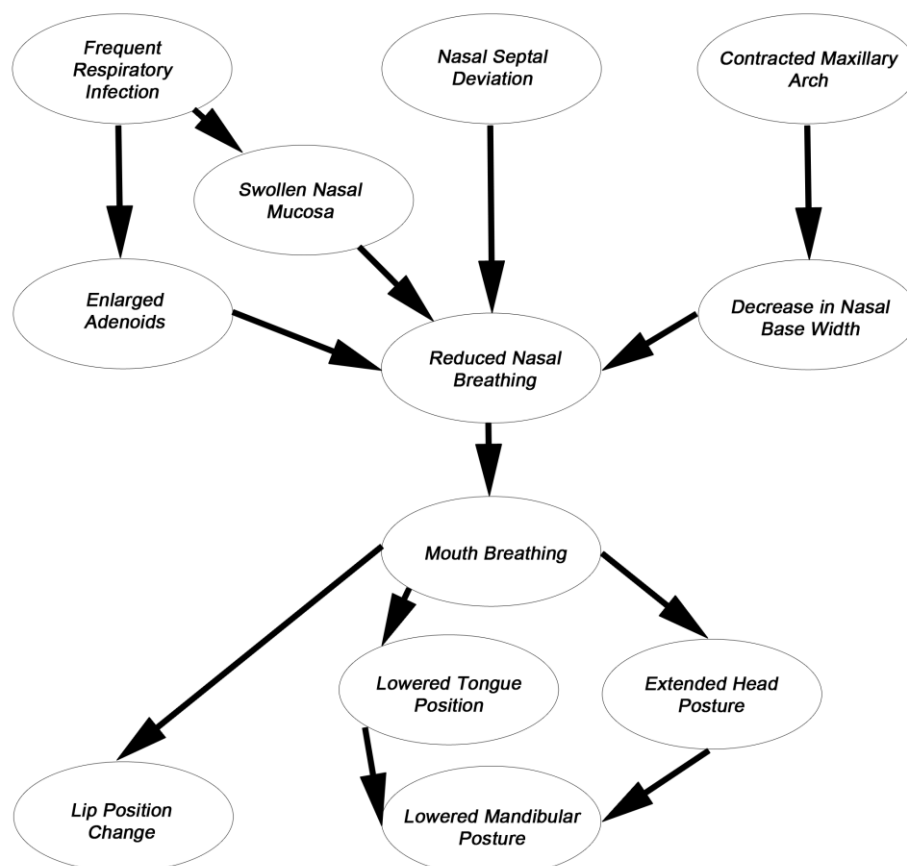 Frequent
Respiratory
Infection
Nasal Septal
Deviation
Contracted Maxillary
Arch
Swollen Nasal
Mucosa
Enlarged
Adenoids
Decrease in Nasal
Base Width
Reduced Nasal
Breathing
Mouth Breathing
Lowered Tongue
Position
Extended Head
Posture
Lip Position
Change
Lowered Mandibular
Posture